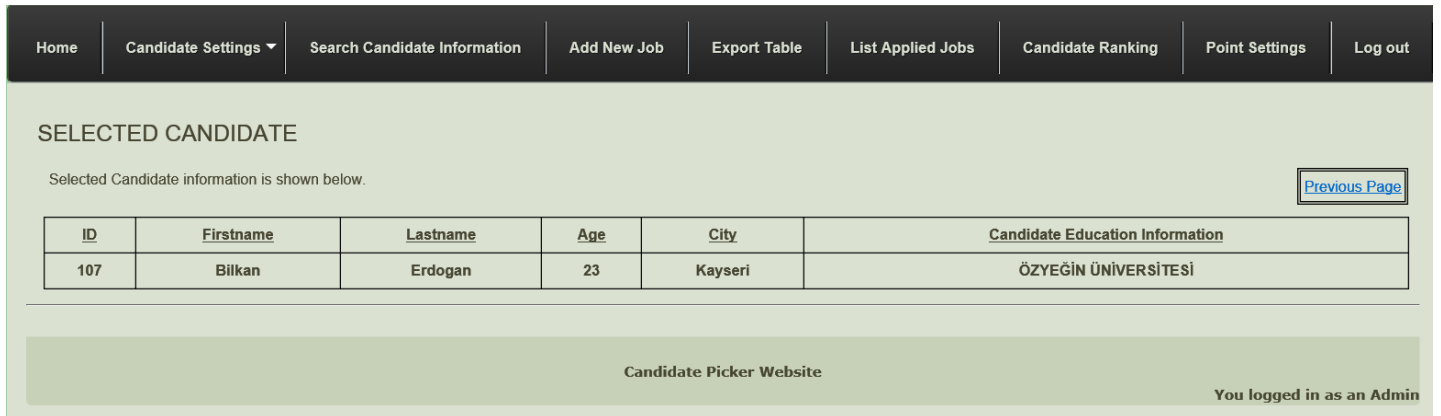 Home Candidate Settings Search Candidate Information Add New Job Export Table List Applied Jobs Candidate Ranking Point Settings Log out
SELECTED CANDIDATE
Selected Candidate information is shown below.
Previous Page
ID Firstname Lastname Age City Candidate Education Information
107 Bilkan Erdogan 23 Kayseri ÖZYEĞİN ÜNİVERSİTESİ
Candidate Picker Website
You logged in as an Admin